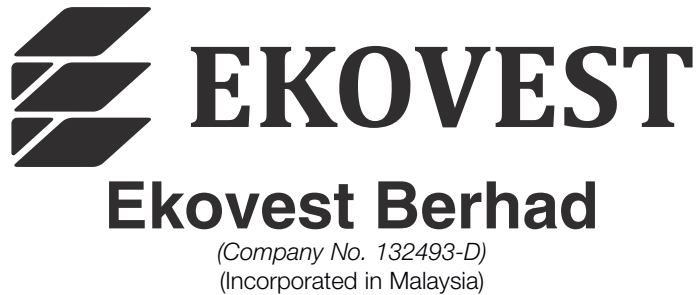 EKOVEST
Ekovest Berhad
(Company No. 132493-D)
(Incorporated in Malaysia)